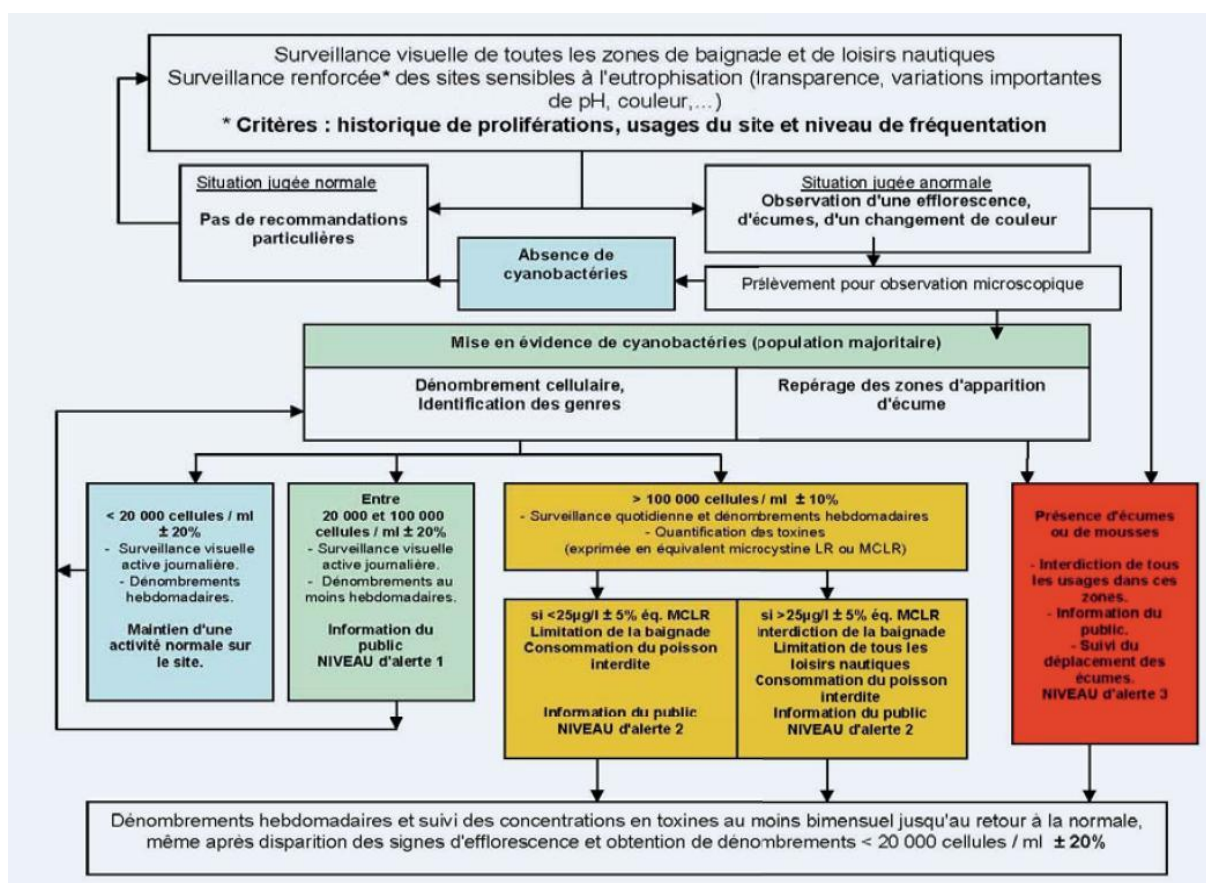 Surveillance visuelle de toutes les zones de baignade et de loisirs nautiques
Surveillance renforcée* des sites sensibles à l'eutrophisation (transparence, variations importantes
de pH, couleur,...)
* Critères : historique de proliférations, usages du site et niveau de fréquentation
Situation jugée normale
Pas de recommandations
particulières
Situation jugée anormale
Observation d'une efflorescence,
d'écumes, d'un changement de couleur
Absence de
cyanobactéries
Prélèvement pour observation microscopique
Mise en évidence de cyanobactéries (population majoritaire)
Dénombrement cellulaire,
Identification des genres
Repérage des zones d'apparition
d'écume
< 20 000 cellules / ml
± 20%
- Surveillance visuelle
active journalière.
- Dénombrements
hebdomadaires.
Maintien d'une
activité normale sur
le site.
Entre
20 000 et 100 000
cellules / ml ± 20%
- Surveillance visuelle
active journalière.
- Dénombrements au
moins hebdomadaires.
Information du
public
NIVEAU d'alerte 1
> 100 000 cellules / ml ± 10%
- Surveillance quotidienne et dénombrements hebdomadaires
- Quantification des toxines
(exprimée en équivalent microcystine LR ou MCLR)
si <25µg/l ± 5% éq. MCLR
Limitation de la baignade
Consommation du poisson
interdite
Information du public
NIVEAU d'alerte 2
si >25µg/l ± 5% éq. MCLR
Interdiction de la baignade
Limitation de tous les
loisirs nautiques
Consommation du poisson
interdite
Information du public
NIVEAU d'alerte 2
Présence d'écumes
ou de mousses
- Interdiction de tous
les usages dans ces
zones.
- Information du
public.
- Suivi du
déplacement des
écumes.
NIVEAU d'alerte 3
Dénombrements hebdomadaires et suivi des concentrations en toxines au moins bimensuel jusqu'au retour à la normale,
même après disparition des signes d'efflorescence et obtention de dénombrements < 20 000 cellules / ml ± 20%